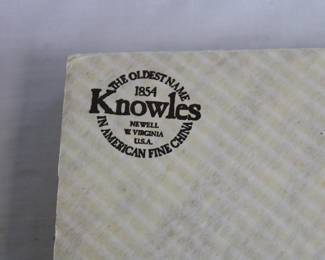 THE OLDEST NAME
1854
Knowles
NEWELL
W. VIRGINIA
U.S.A.
IN AMERICAN FINE CHINA